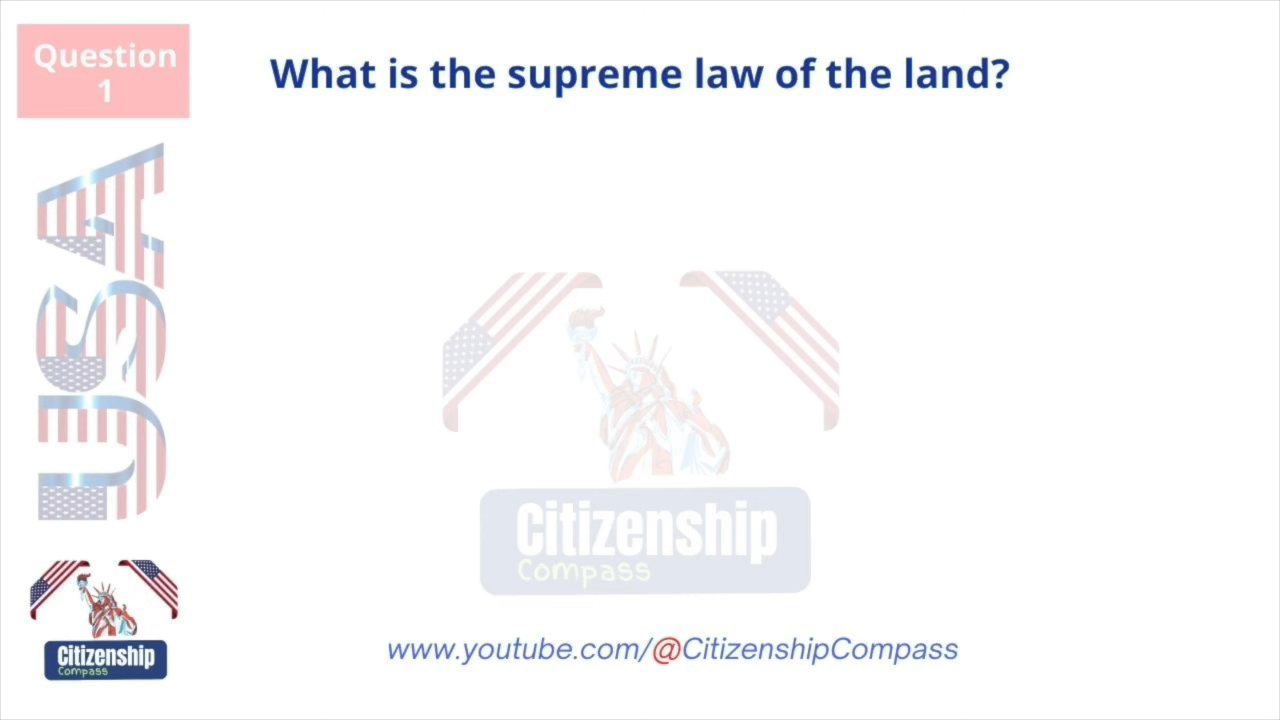 Question
1
What is the supreme law of the land?
USA
Citizenship
Compass
Citizenship
Compass
www.youtube.com/@CitizenshipCompass